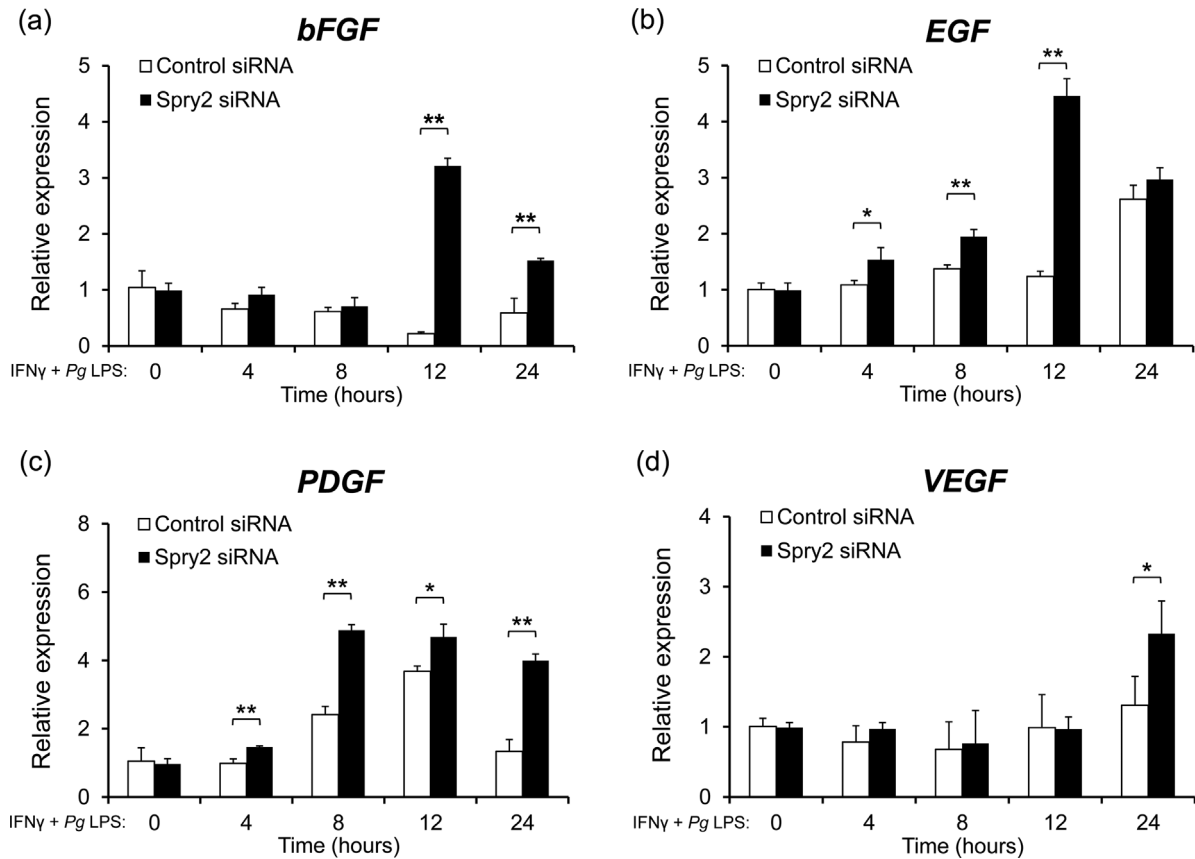 (a)
bFGF
Control siRNA
Spry2 siRNA
Relative expression
5
4
3
2
1
0
**
**
IFNγ + Pg LPS: 0 4 8 12 24
Time (hours)
(b)
EGF
Control siRNA
Spry2 siRNA
Relative expression
5
4
3
2
1
0
*
**
**
IFNγ + Pg LPS: 0 4 8 12 24
Time (hours)
(c)
PDGF
Control siRNA
Spry2 siRNA
Relative expression
8
6
4
2
0
**
**
*
**
IFNγ + Pg LPS: 0 4 8 12 24
Time (hours)
(d)
VEGF
Control siRNA
Spry2 siRNA
Relative expression
4
3
2
1
0
*
IFNγ + Pg LPS: 0 4 8 12 24
Time (hours)